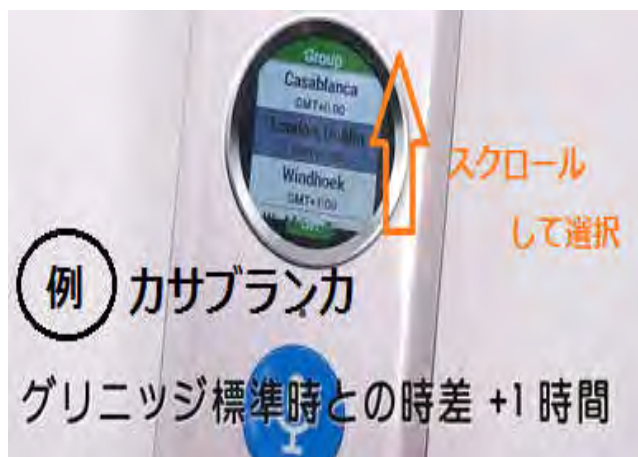 Group
Casablanca
GMT+0:00
London, Dublin
Windhoek
GMT+1:00
スクロール
して選択
例 カサブランカ
グリニッジ標準時との時差 +1 時間